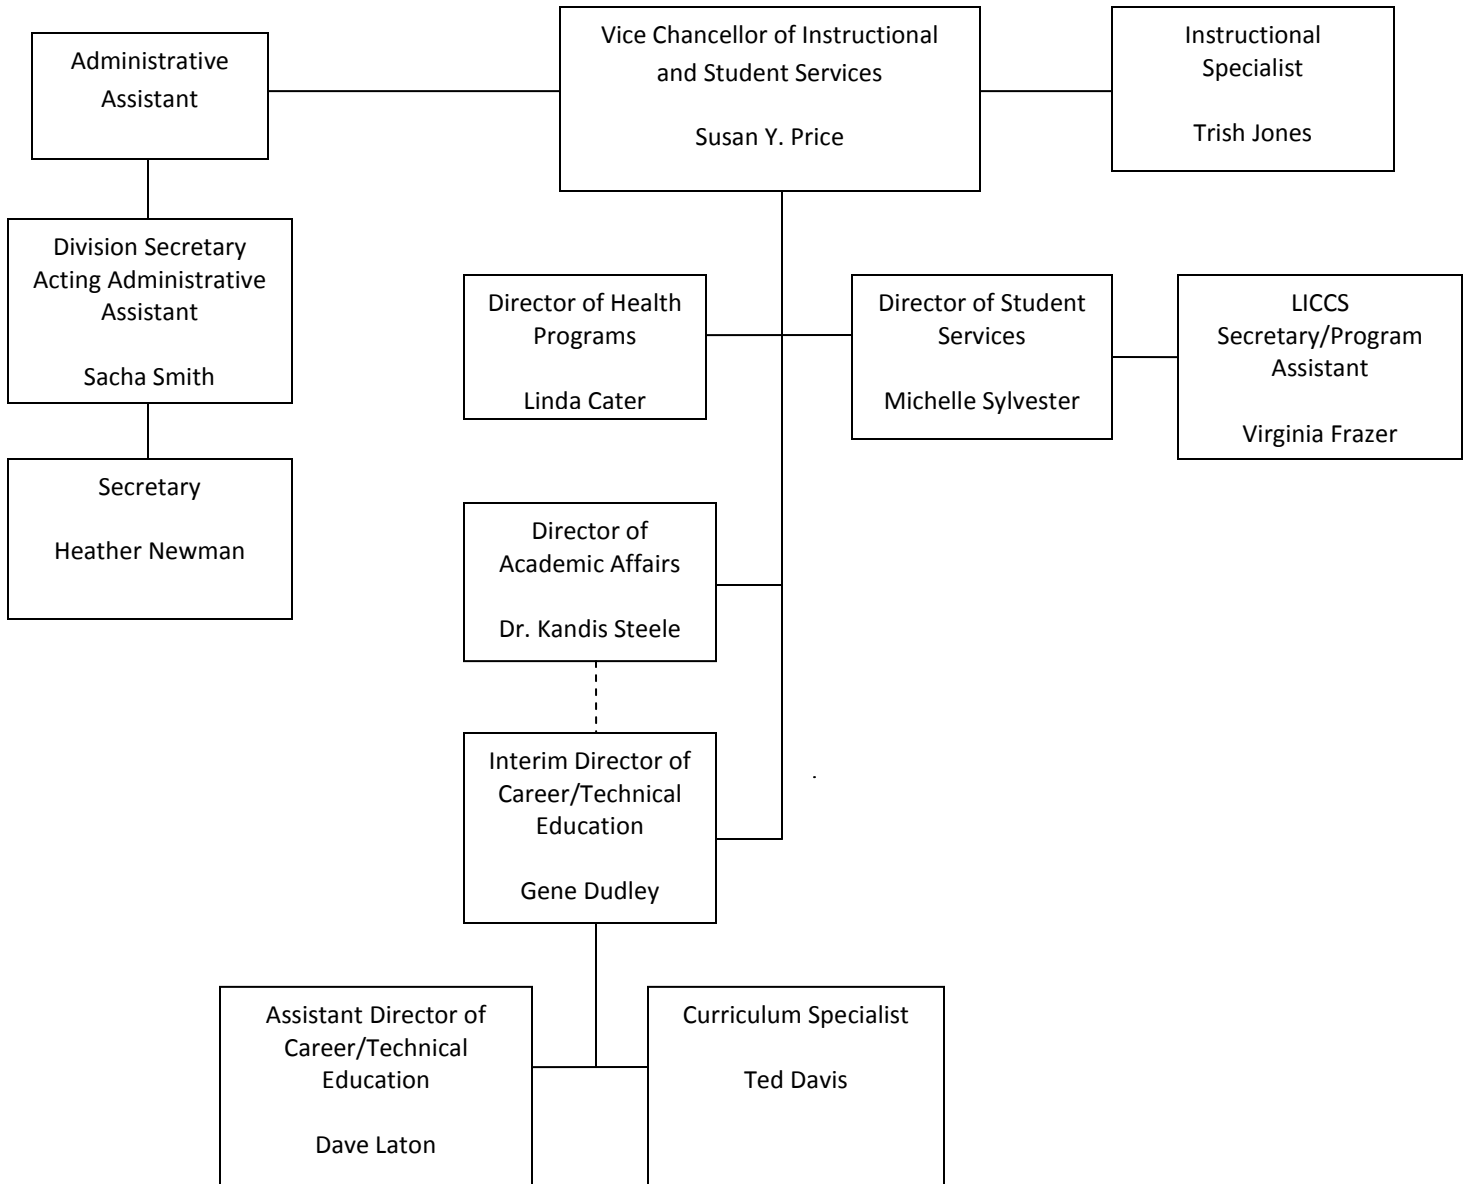 Administrative
Assistant
Vice Chancellor of Instructional
and Student Services
Susan Y. Price
Instructional
Specialist
Trish Jones
Division Secretary
Acting Administrative
Assistant
Sacha Smith
Director of Health
Programs
Linda Cater
Director of Student
Services
Michelle Sylvester
LICCS
Secretary/Program
Assistant
Virginia Frazer
Secretary
Heather Newman
Director of
Academic Affairs
Dr. Kandis Steele
Interim Director of
Career/Technical
Education
Gene Dudley
.
Assistant Director of
Career/Technical
Education
Dave Laton
Curriculum Specialist
Ted Davis